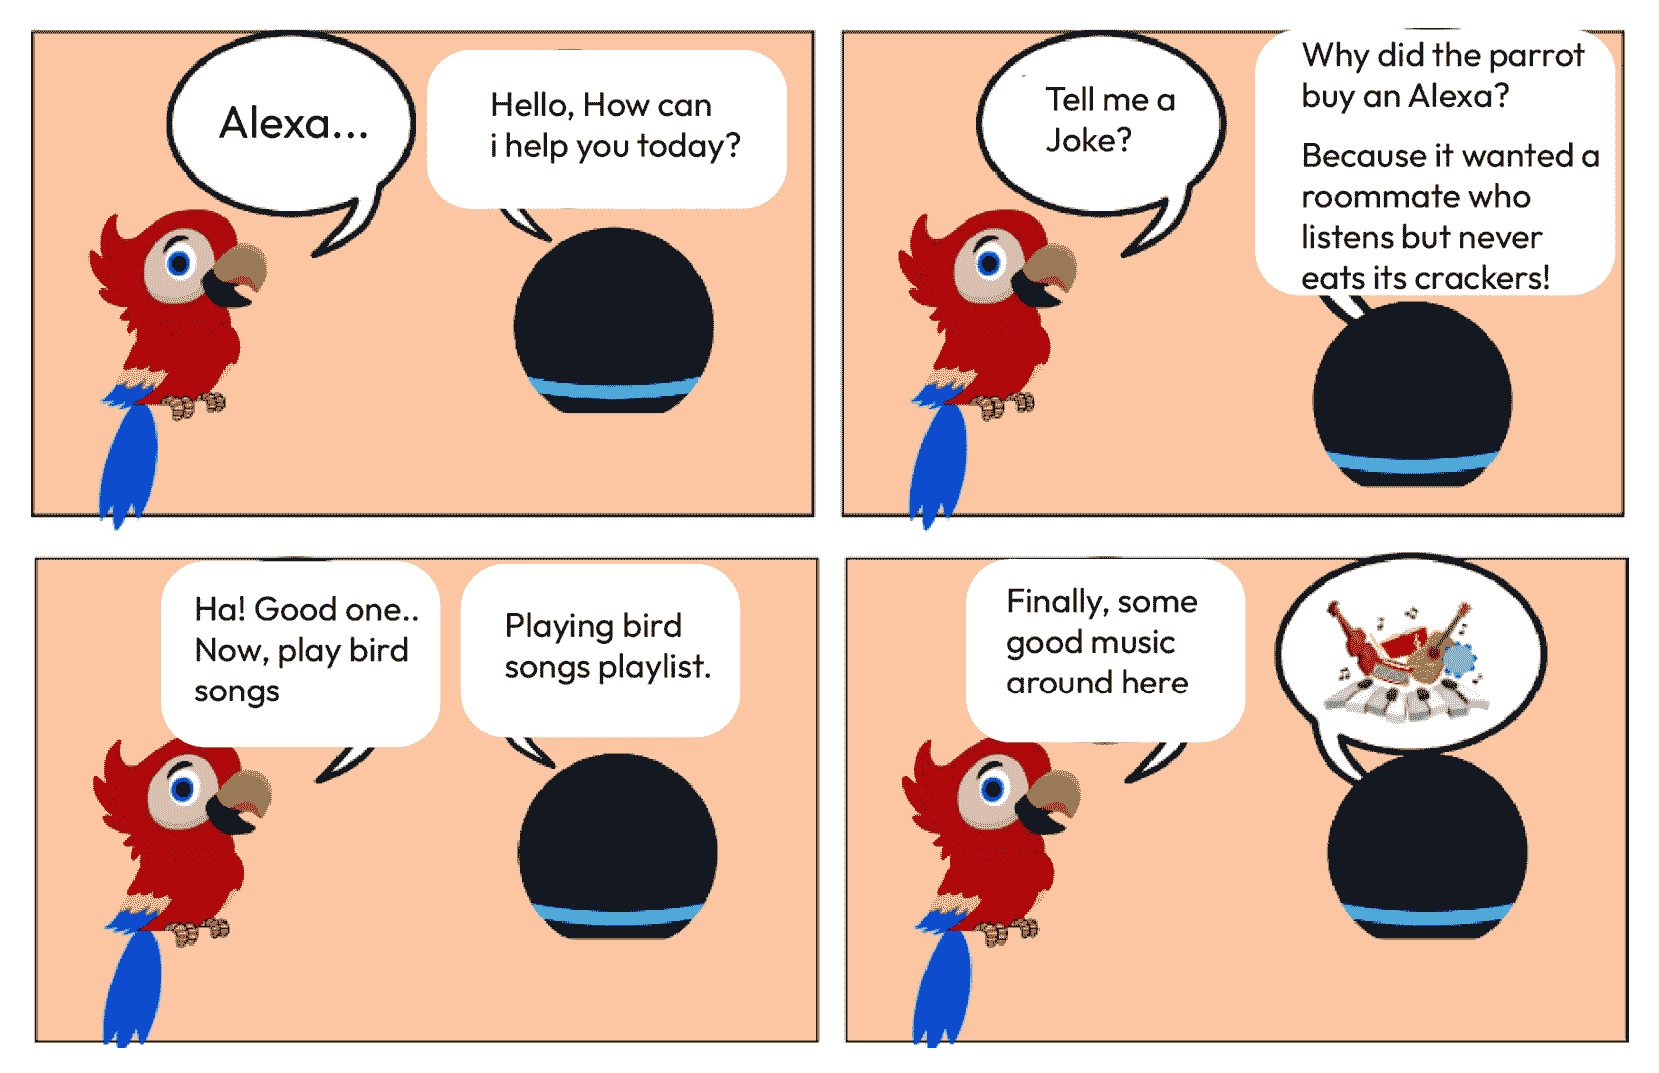 Alexa...
Hello, How can
i help you today?
Tell me a
Joke?
Why did the parrot
buy an Alexa?
Because it wanted a
roommate who
listens but never
eats its crackers!
Ha! Good one..
Now, play bird
songs
Playing bird
songs playlist.
Finally, some
good music
around here